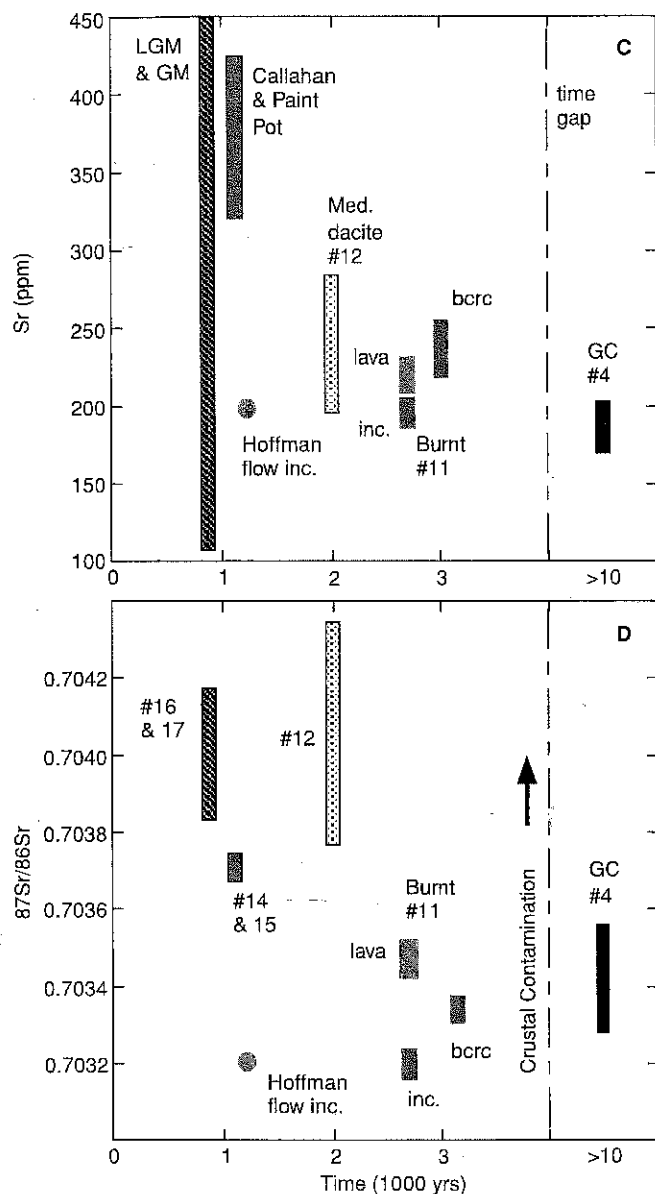 450
400
350
300
250
200
150
100
Sr (ppm)
LGM
& GM
Callahan
& Paint
Pot
Med.
dacite
#12
bcrc
lava
inc.
Burnt
#11
Hoffman
flow inc.
C
time
gap
GC
#4
0
1
2
3
>10
D
0.7042
0.7040
0.7038
0.7036
0.7034
0.7032
87Sr/86Sr
#16
& 17
#12
#14
& 15
Burnt
#11
lava
bcrc
inc.
Hoffman
flow inc.
Crustal Contamination
GC
#4
0
1
2
3
>10
Time (1000 yrs)